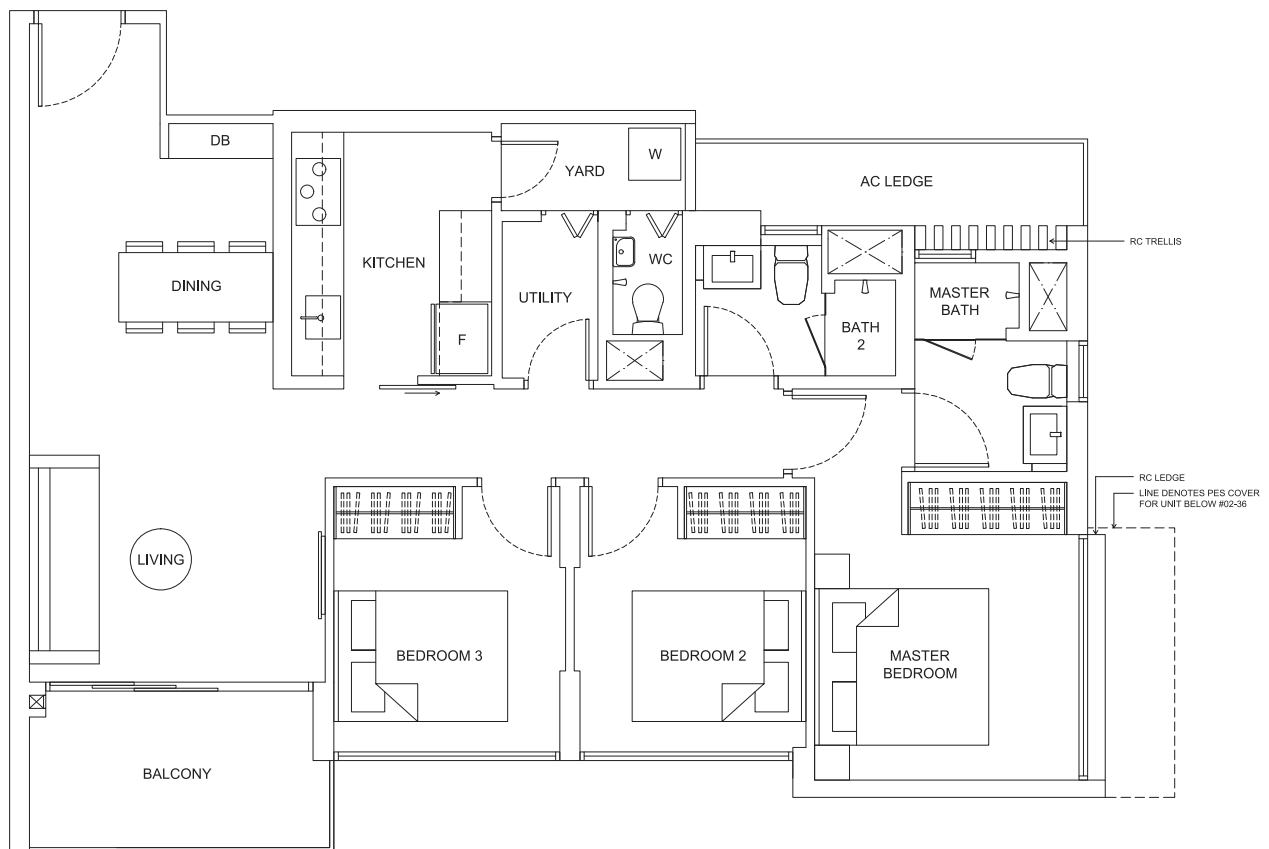 DB
YARD
W
AC LEDGE
RC TRELLIS
KITCHEN
WC
DINING
UTILITY
MASTER
BATH
BATH
2
F
RC LEDGE
LINE DENOTES PES COVER
FOR UNIT BELOW #02-36
LIVING
BEDROOM 3
BEDROOM 2
MASTER
BEDROOM
BALCONY